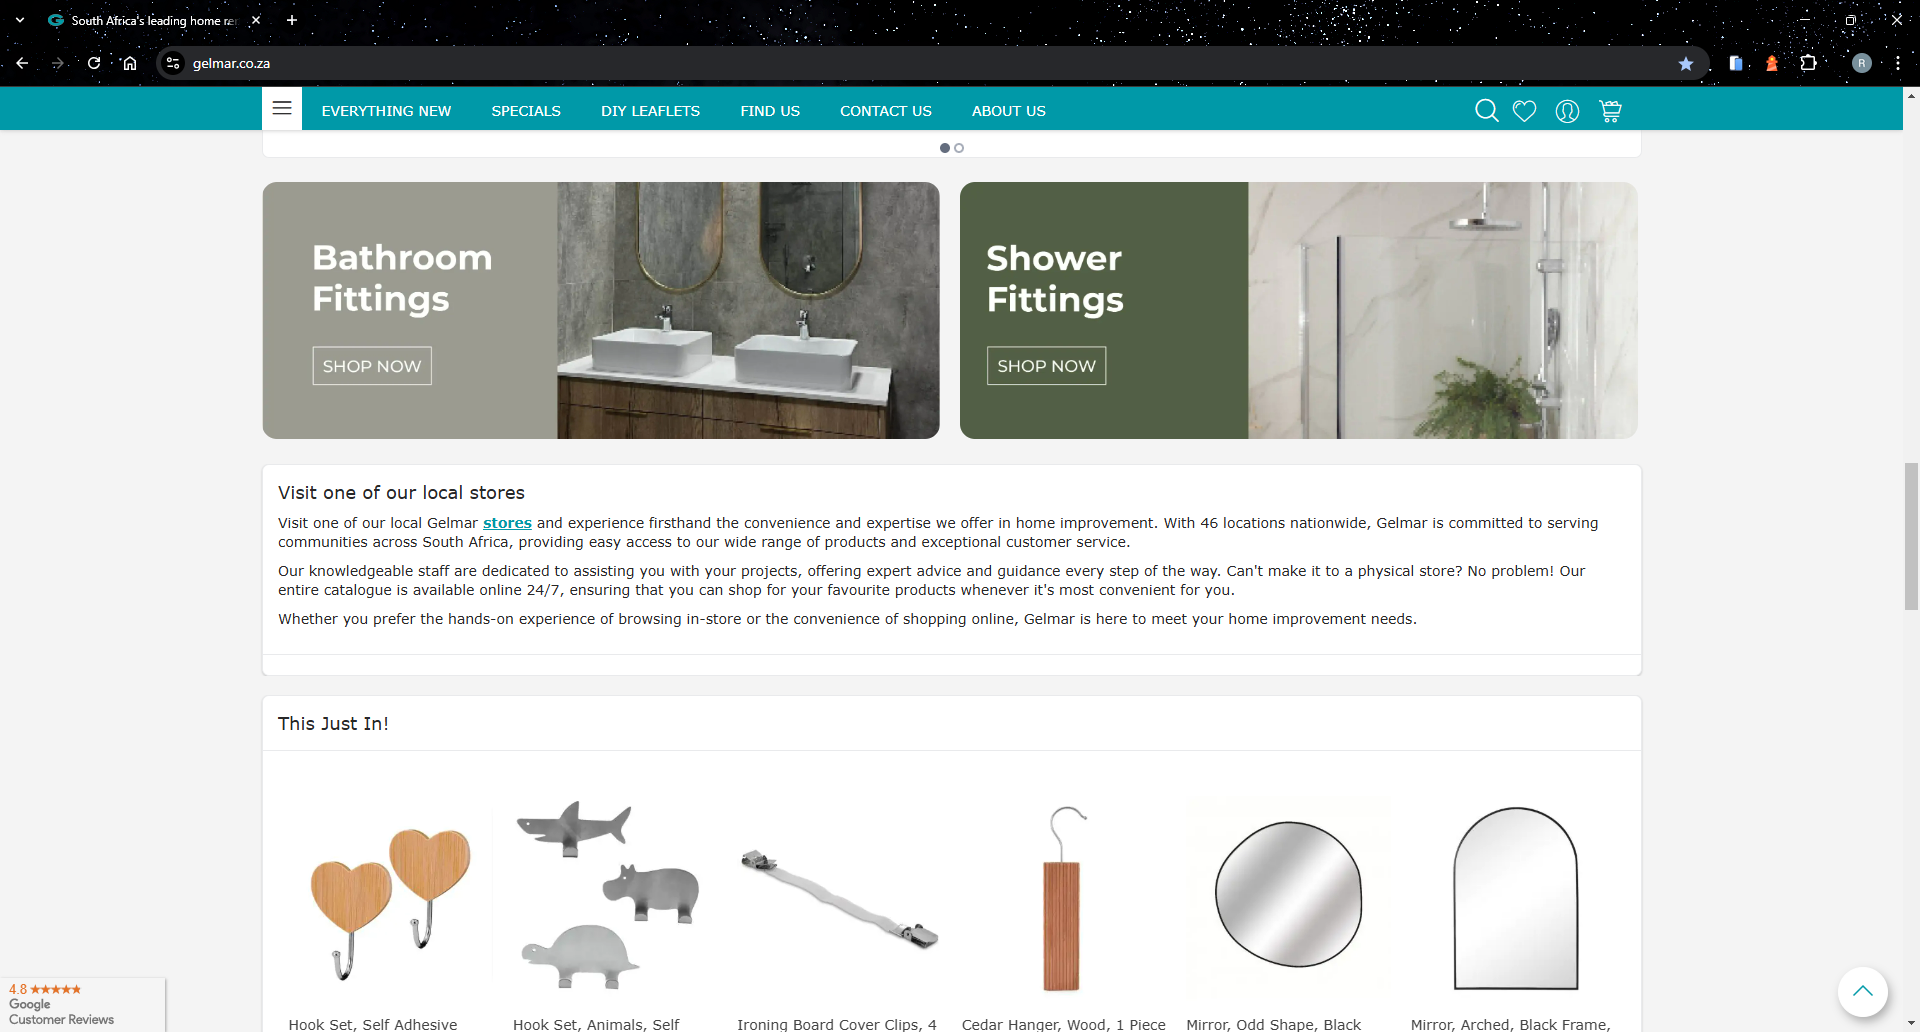 South Africa's leading home re
gelmar.co.za
R
EVERYTHING NEW
SPECIALS
DIY LEAFLETS
FIND US
CONTACT US
ABOUT US
Bathroom
Fittings
SHOP NOW
Shower
Fittings
SHOP NOW
Visit one of our local stores
Visit one of our local Gelmar stores and experience firsthand the convenience and expertise we offer in home improvement. With 46 locations nationwide, Gelmar is committed to serving
communities across South Africa, providing easy access to our wide range of products and exceptional customer service.
Our knowledgeable staff are dedicated to assisting you with your projects, offering expert advice and guidance every step of the way. Can't make it to a physical store? No problem! Our
entire catalogue is available online 24/7, ensuring that you can shop for your favourite products whenever it's most convenient for you.
Whether you prefer the hands-on experience of browsing in-store or the convenience of shopping online, Gelmar is here to meet your home improvement needs.
This Just In!
Hook Set, Self Adhesive
Hook Set, Animals, Self
Ironing Board Cover Clips, 4
Cedar Hanger, Wood, 1 Piece
Mirror, Odd Shape, Black
Mirror, Arched, Black Frame,
4.8
Google
Customer Reviews